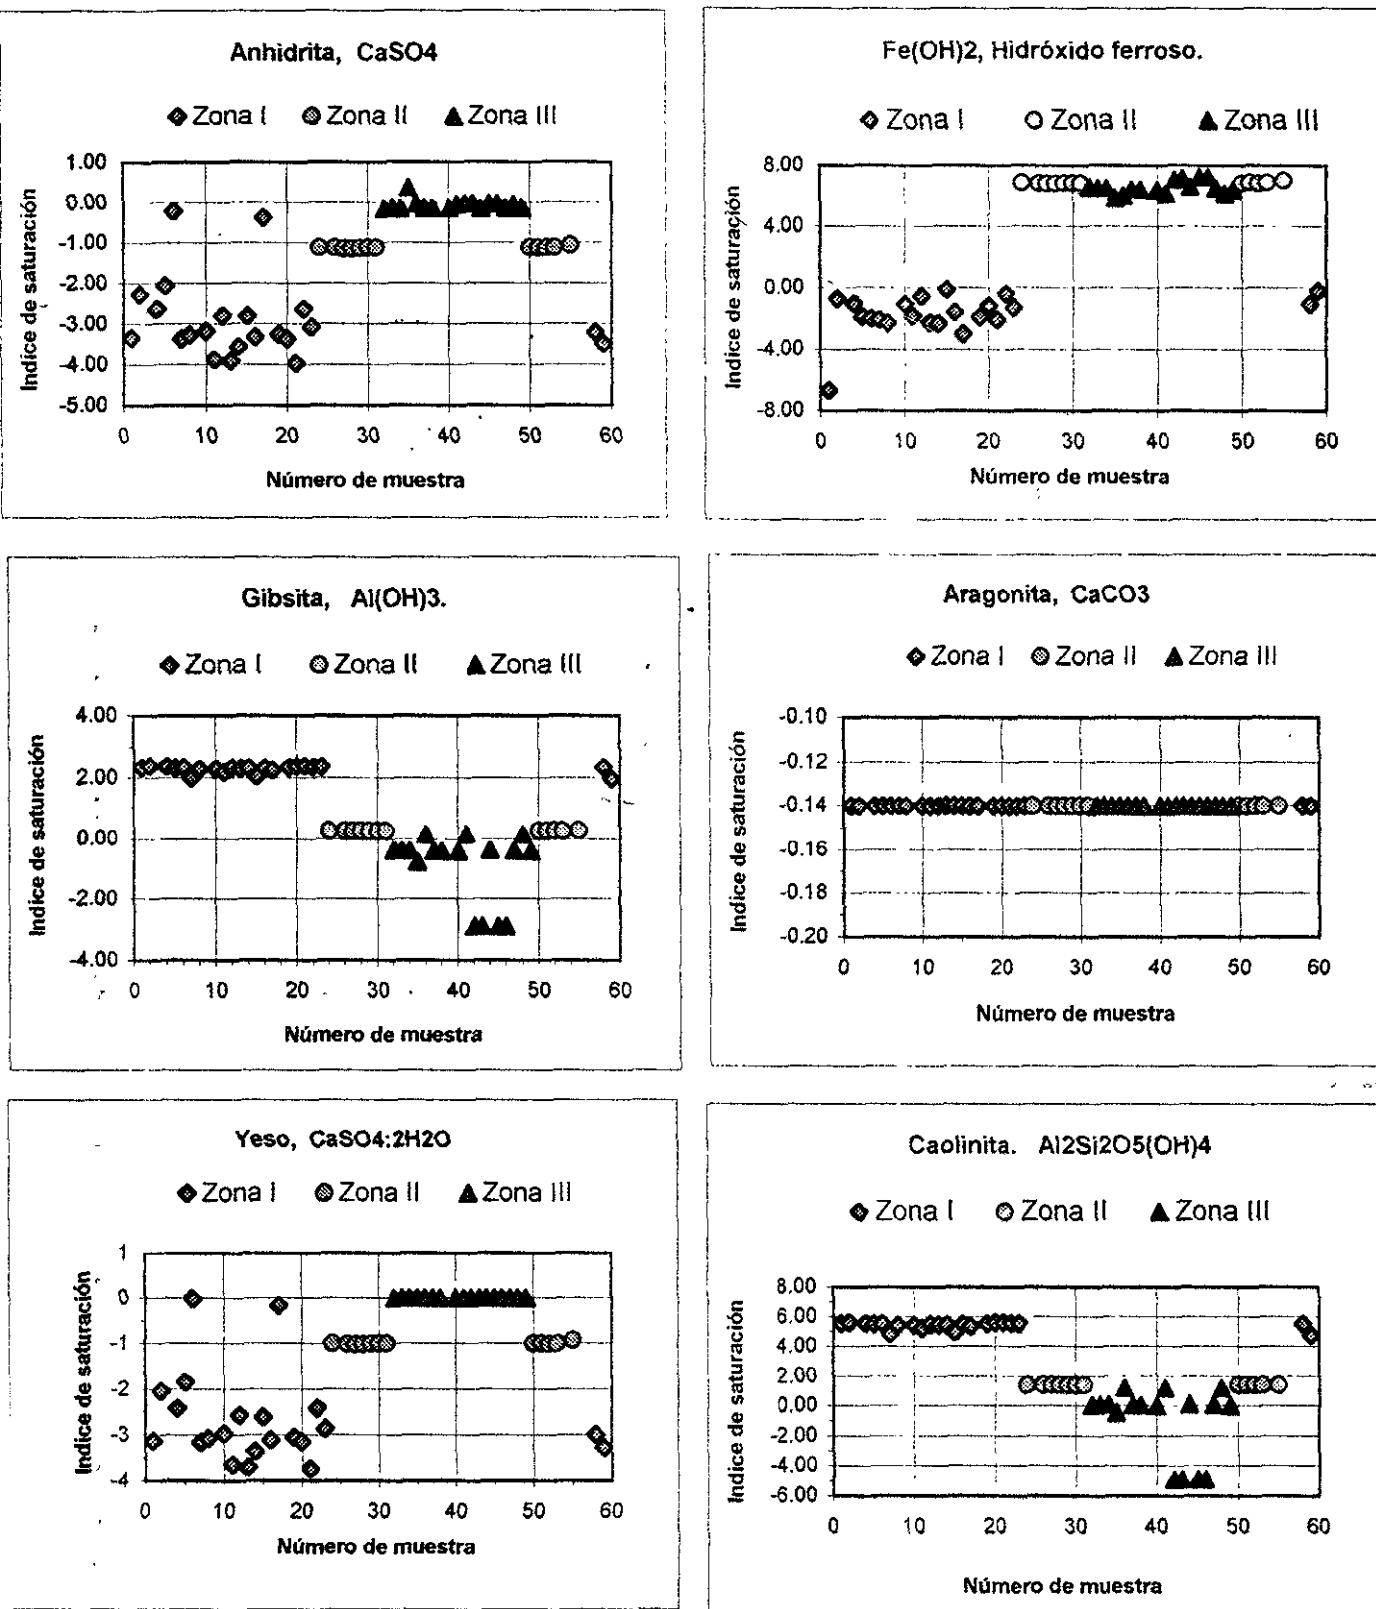 Anhidrita, CaSO4
Zona I Zona II Zona III
Indíce de saturación
1.00
0.00
-1.00
-2.00
-3.00
-4.00
-5.00
0 10 20 30 40 50 60
Número de muestra
Fe(OH)2, Hidróxido ferroso.
Zona I Zona II Zona III
Indice de saturación
8.00
4.00
0.00
-4.00
-8.00
0 10 20 30 40 50 60
Número de muestra
Gibsita, Al(OH)3.
Zona I Zona II Zona III
Indice de saturación
4.00
2.00
0.00
-2.00
-4.00
0 10 20 30 40 50 60
Número de muestra
Aragonita, CaCO3
Zona I Zona II Zona III
Indice de saturación
-0.10
-0.12
-0.14
-0.16
-0.18
-0.20
0 10 20 30 40 50 60
Número de muestra
Yeso, CaSO4:2H2O
Zona I Zona II Zona III
Indice de saturación
1
0
-1
-2
-3
-4
0 10 20 30 40 50 60
Número de muestra
Caolinita. Al2Si2O5(OH)4
Zona I Zona II Zona III
Indice de saturación
8.00
6.00
4.00
2.00
0.00
-2.00
-4.00
-6.00
0 10 20 30 40 50 60
Número de muestra